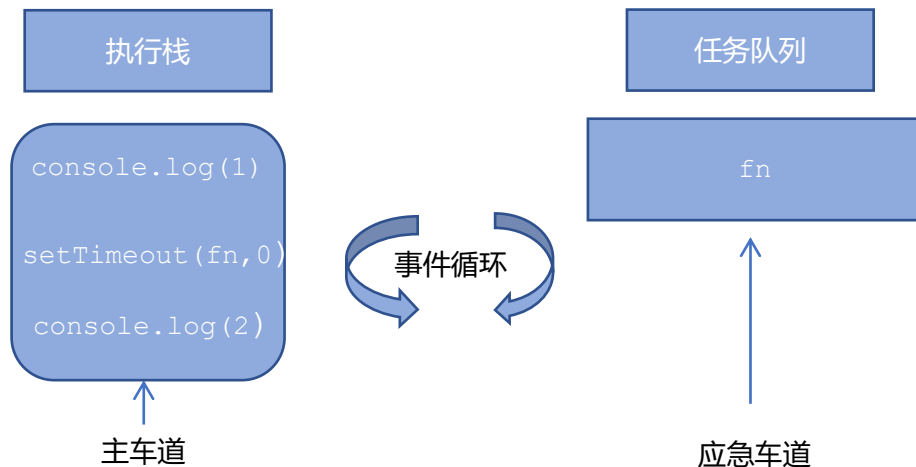 执行栈
任务队列
console.log(1)
fn
setTimeout(fn,0)
事件循环
console.log(2)
主车道
应急车道